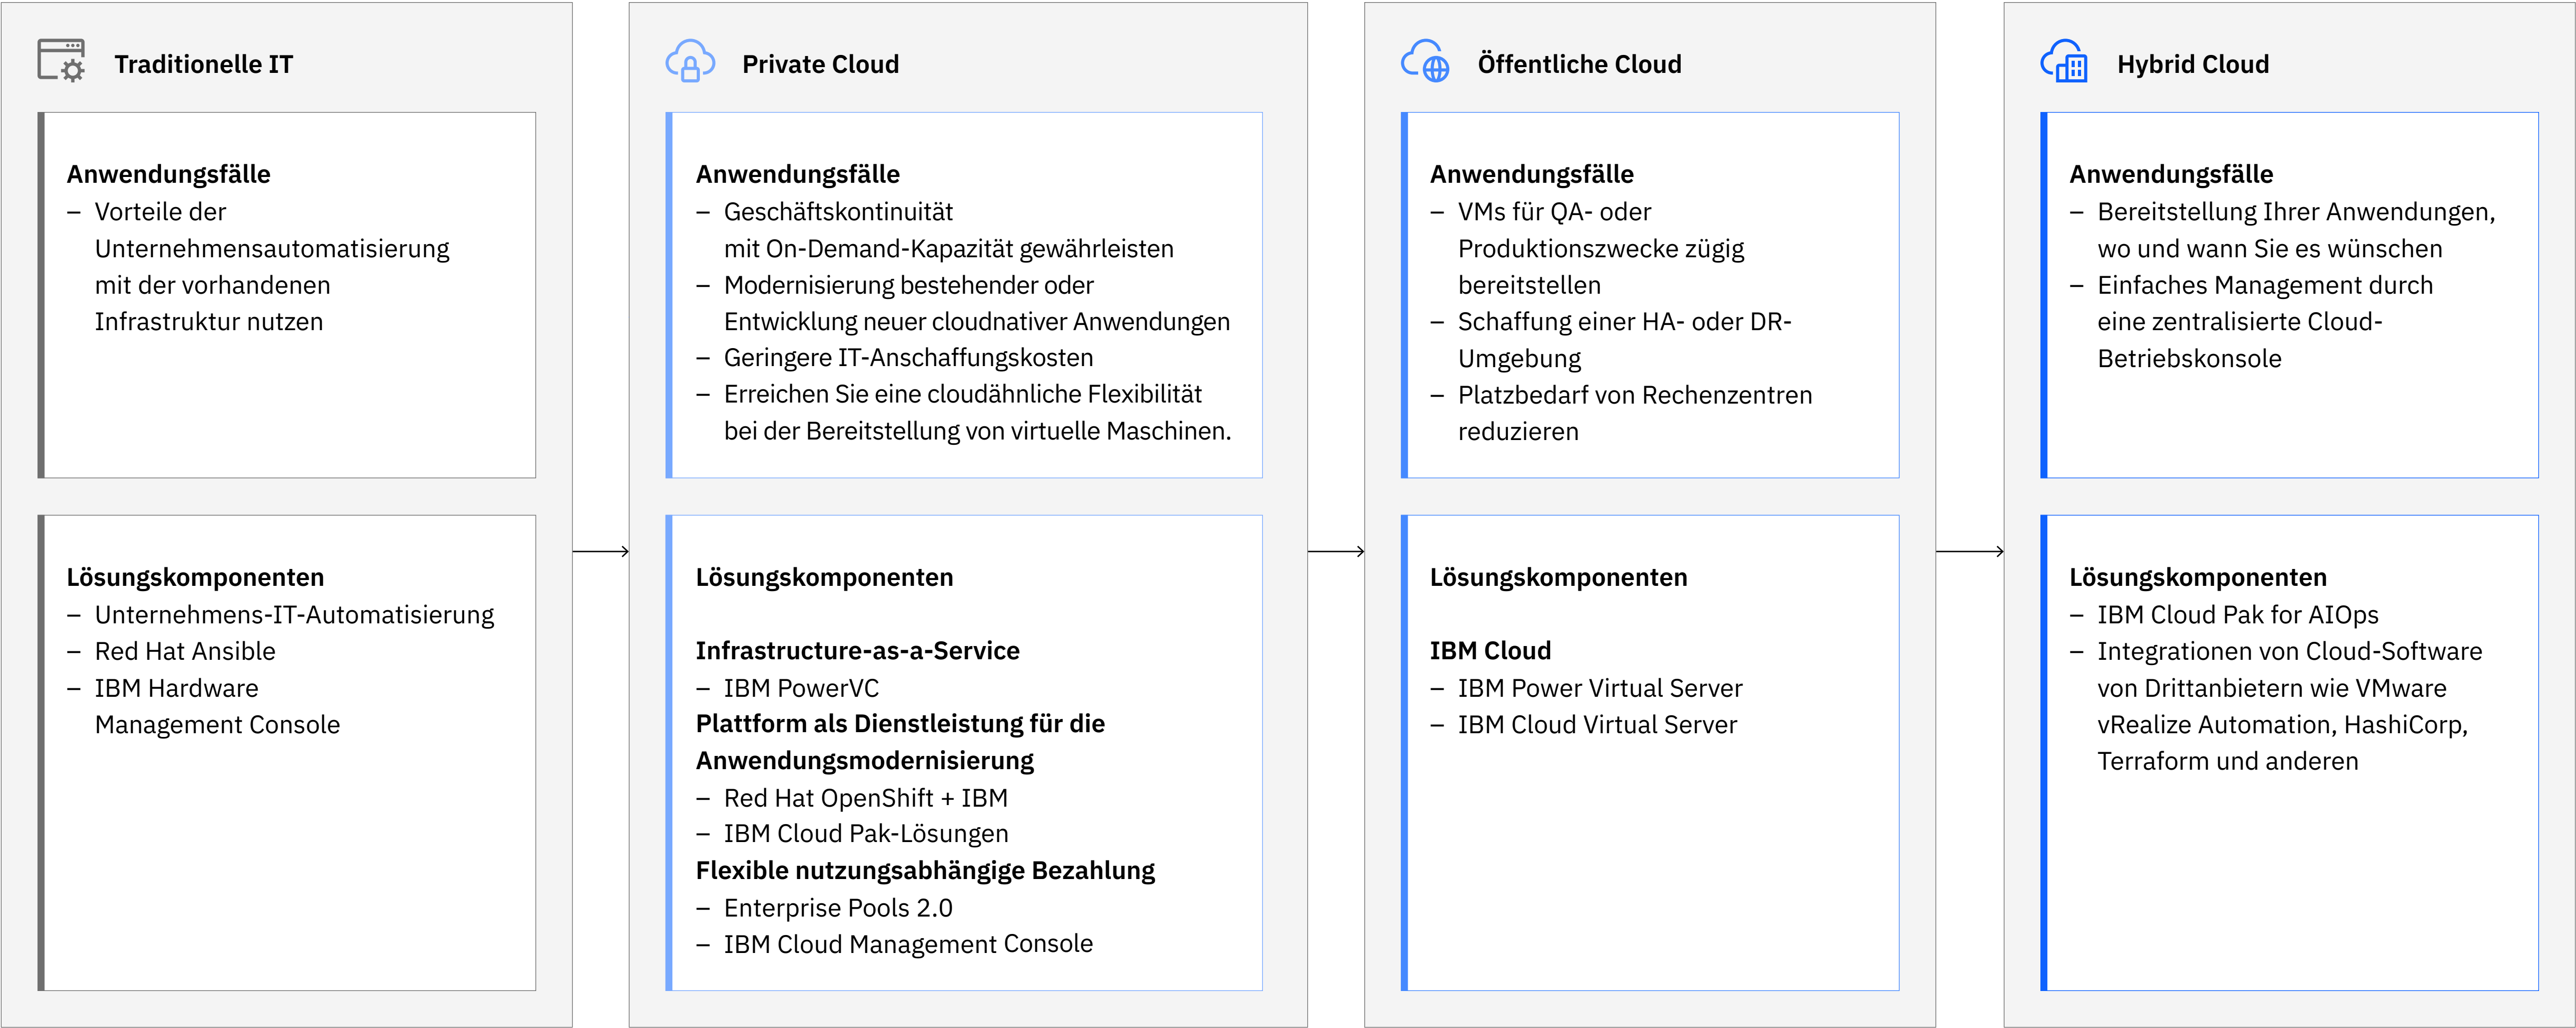 Traditionelle IT
Anwendungsfälle
– Vorteile der
Unternehmensautomatisierung
mit der vorhandenen
Infrastruktur nutzen
Lösungskomponenten
– Unternehmens-IT-Automatisierung
– Red Hat Ansible
– IBM Hardware
Management Console
Private Cloud
Anwendungsfälle
– Geschäftskontinuität
mit On-Demand-Kapazität gewährleisten
– Modernisierung bestehender oder
Entwicklung neuer cloudnativer Anwendungen
– Geringere IT-Anschaffungskosten
– Erreichen Sie eine cloudähnliche Flexibilität
bei der Bereitstellung von virtuelle Maschinen.
Lösungskomponenten
Infrastructure-as-a-Service
– IBM PowerVC
Plattform als Dienstleistung für die
Anwendungsmodernisierung
– Red Hat OpenShift + IBM
– IBM Cloud Pak-Lösungen
Flexible nutzungsabhängige Bezahlung
– Enterprise Pools 2.0
– IBM Cloud Management Console
Öffentliche Cloud
Anwendungsfälle
– VMs für QA- oder
Produktionszwecke zügig
bereitstellen
– Schaffung einer HA- oder DR-
Umgebung
– Platzbedarf von Rechenzentren
reduzieren
Lösungskomponenten
IBM Cloud
– IBM Power Virtual Server
– IBM Cloud Virtual Server
Hybrid Cloud
Anwendungsfälle
– Bereitstellung Ihrer Anwendungen,
wo und wann Sie es wünschen
– Einfaches Management durch
eine zentralisierte Cloud-
Betriebskonsole
Lösungskomponenten
– IBM Cloud Pak for AIOps
– Integrationen von Cloud-Software
von Drittanbietern wie VMware
vRealize Automation, HashiCorp,
Terraform und anderen